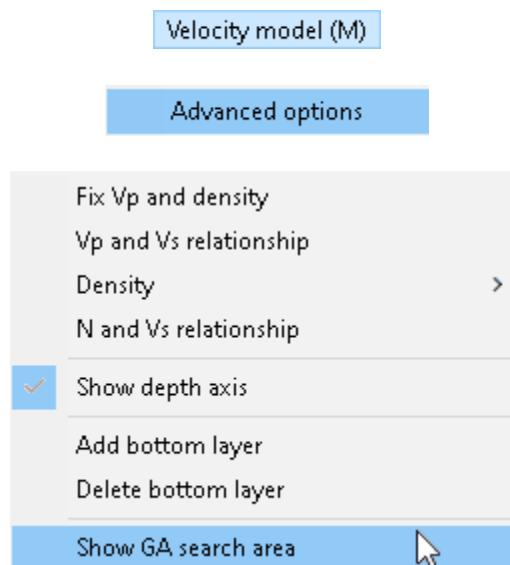 Velocity model (M)
Advanced options
Fix Vp and density
Vp and Vs relationship
Density
N and Vs relationship
Show depth axis
Add bottom layer
Delete bottom layer
Show GA search area